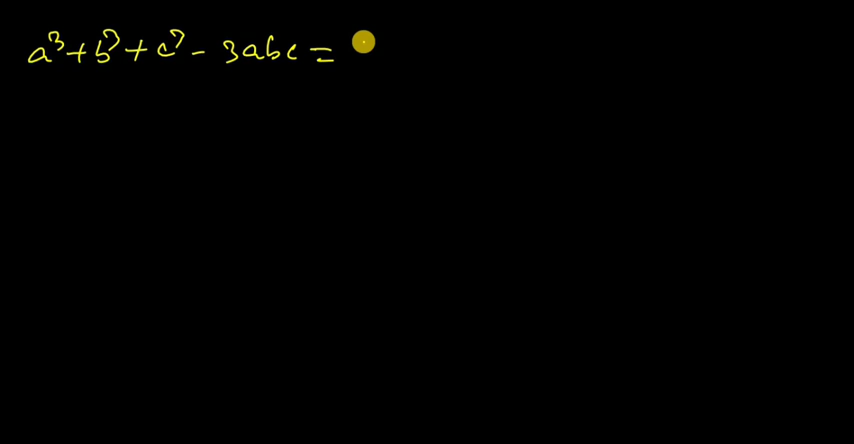 a³ + b³ + c³ - 3abc =